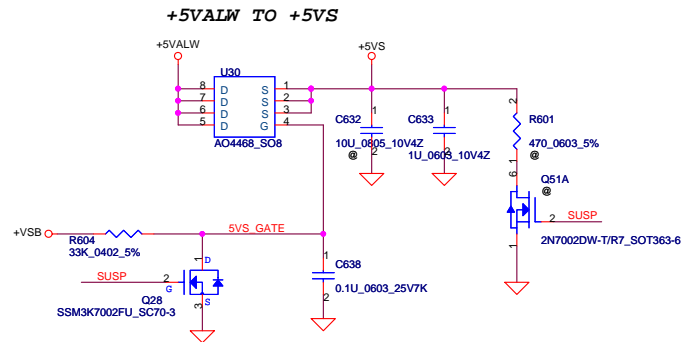 +5VALW TO +5VS
+5VALW
+5VS
U30
8 D S 1
7 D S 2
6 D S 3
5 D G 4
AO4468_SO8
C632
1
10U_0805_10V4Z
2
@
C633
1
1U_0603_10V4Z
2
2
R601
470_0603_5%
1
@
6
Q51A
@
2
SUSP
1
2N7002DW-T/R7_SOT363-6
+VSB
R604
33K_0402_5%
5VS_GATE
SUSP
1 D
2
G
3 S
Q28
SSM3K7002FU_SC70-3
1
C638
0.1U_0603_25V7K
2